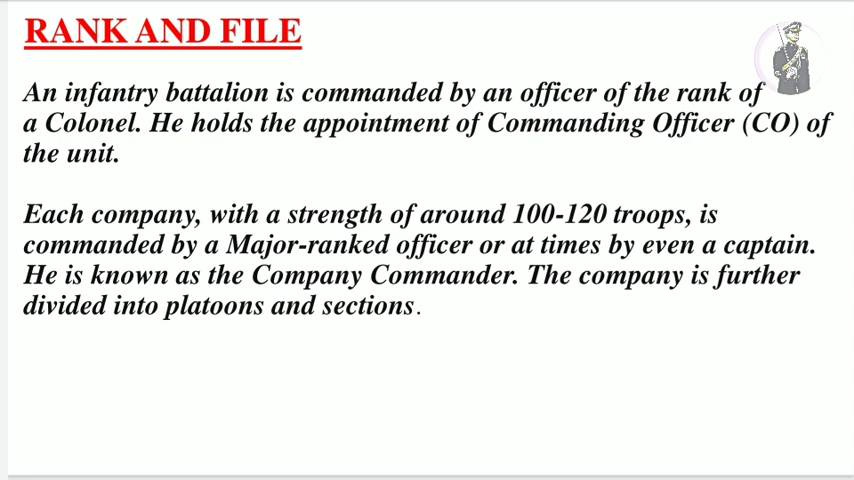 RANK AND FILE
An infantry battalion is commanded by an officer of the rank of
a Colonel. He holds the appointment of Commanding Officer (CO) of
the unit.
Each company, with a strength of around 100-120 troops, is
commanded by a Major-ranked officer or at times by even a captain.
He is known as the Company Commander. The company is further
divided into platoons and sections.